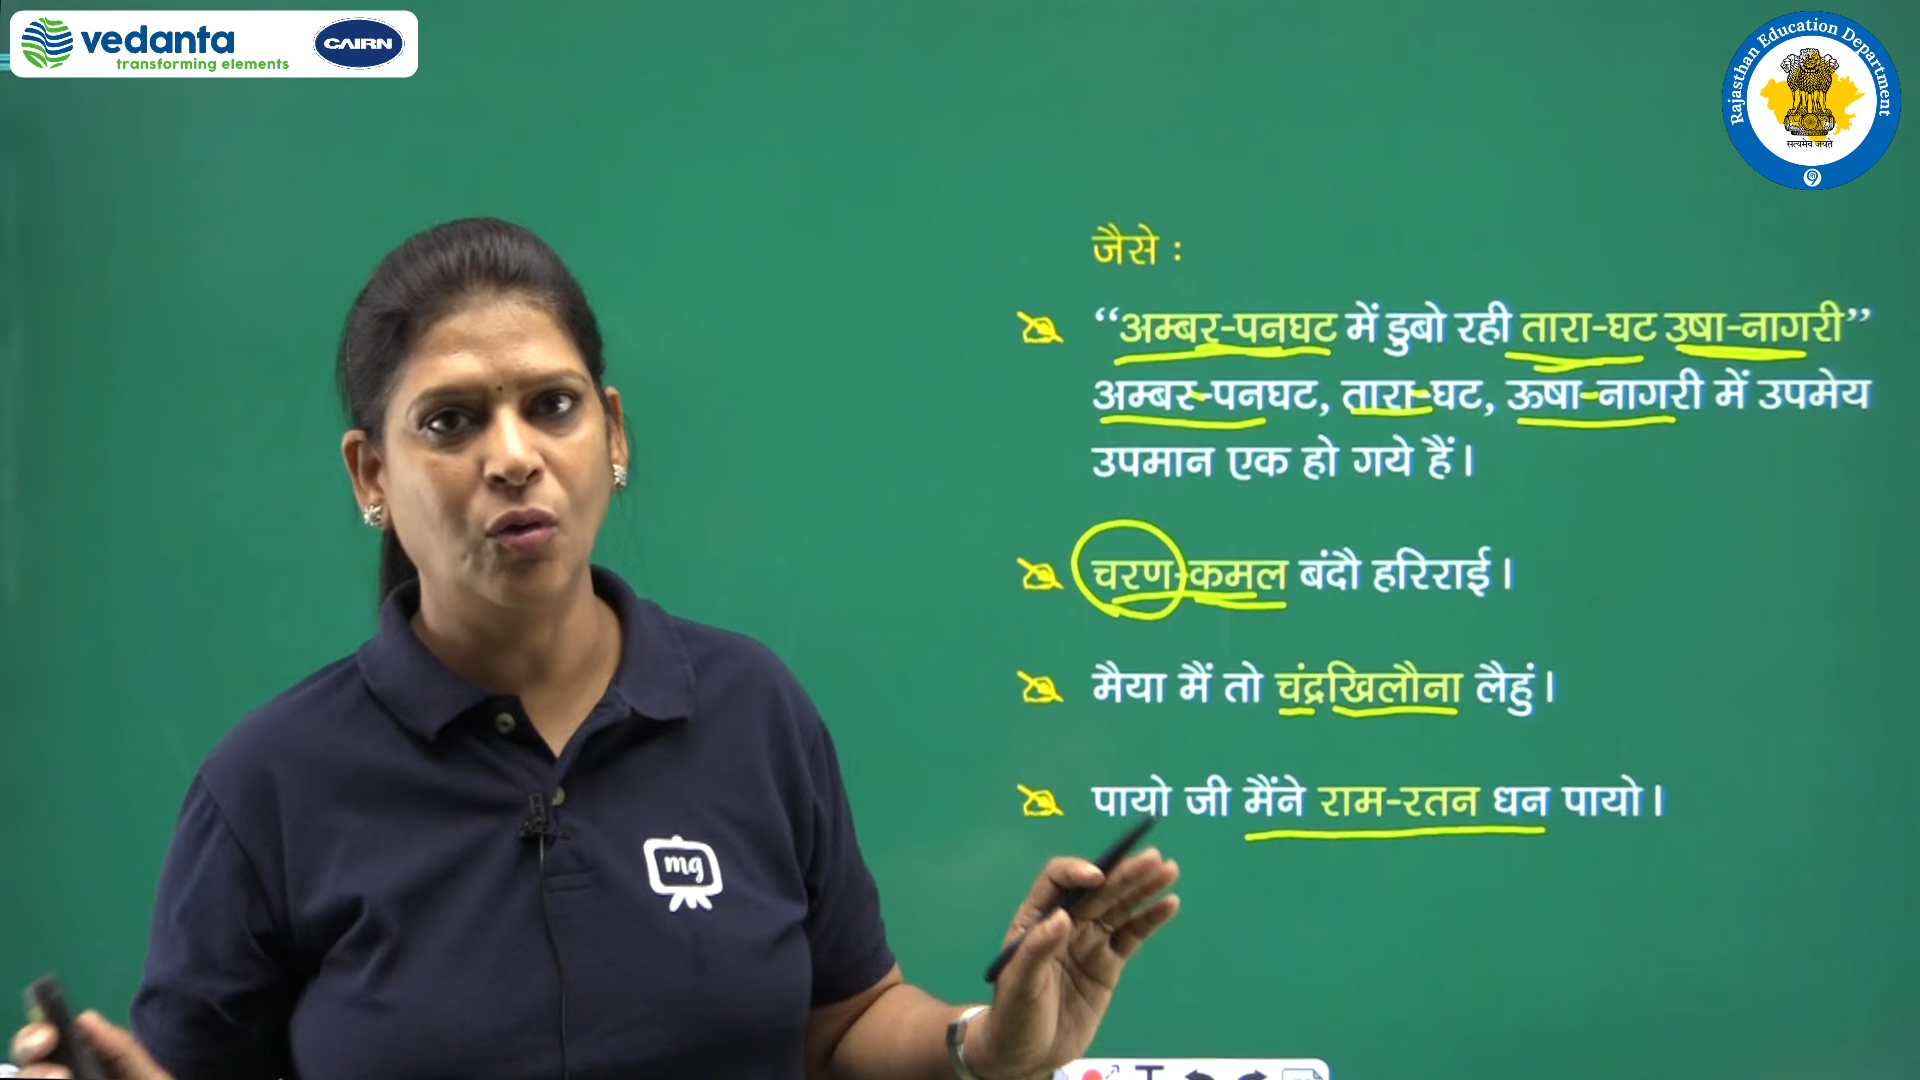 vedanta
transforming elements
CAIRN
Rajasthan Education Department
सत्यमेव जयते
जैसे :
“अम्बर-पनघट में डुबो रही तारा-घट उषा-नागरी”
अम्बर-पनघट, तारा-घट, ऊषा-नागरी में उपमेय
उपमान एक हो गये हैं।
चरण-कमल बंदौ हरिराई।
मैया मैं तो चंद्रखिलौना लैहुं।
पायो जी मैंने राम-रतन धन पायो।
mg